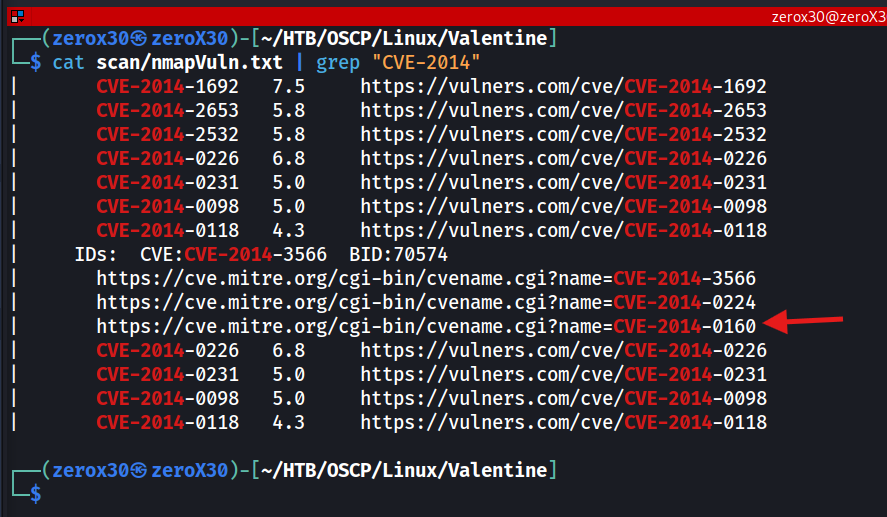 zerox30@zeroX3
(zerox30㉿zeroX30)-[~/HTB/OSCP/Linux/Valentine]
$ cat scan/nmapVuln.txt | grep "CVE-2014"
| CVE-2014-1692 7.5 https://vulners.com/cve/CVE-2014-1692
| CVE-2014-2653 5.8 https://vulners.com/cve/CVE-2014-2653
| CVE-2014-2532 5.8 https://vulners.com/cve/CVE-2014-2532
| CVE-2014-0226 6.8 https://vulners.com/cve/CVE-2014-0226
| CVE-2014-0231 5.0 https://vulners.com/cve/CVE-2014-0231
| CVE-2014-0098 5.0 https://vulners.com/cve/CVE-2014-0098
| CVE-2014-0118 4.3 https://vulners.com/cve/CVE-2014-0118
| IDs: CVE:CVE-2014-3566 BID:70574
| https://cve.mitre.org/cgi-bin/cvename.cgi?name=CVE-2014-3566
| https://cve.mitre.org/cgi-bin/cvename.cgi?name=CVE-2014-0224
| https://cve.mitre.org/cgi-bin/cvename.cgi?name=CVE-2014-0160
| CVE-2014-0226 6.8 https://vulners.com/cve/CVE-2014-0226
| CVE-2014-0231 5.0 https://vulners.com/cve/CVE-2014-0231
| CVE-2014-0098 5.0 https://vulners.com/cve/CVE-2014-0098
| CVE-2014-0118 4.3 https://vulners.com/cve/CVE-2014-0118
(zerox30㉿zeroX30)-[~/HTB/OSCP/Linux/Valentine]
$